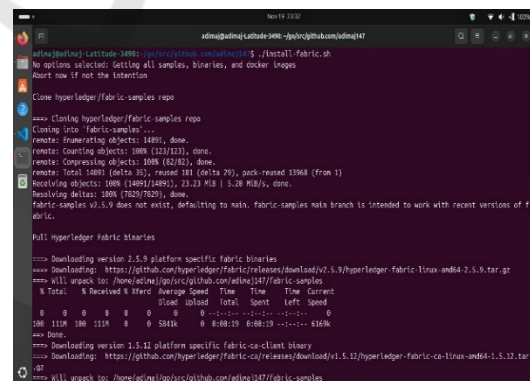 Nov 19 23:32
adimaj@adimaj-Latitude-3490: ~/go/src/github.com/adimaj147
adimaj@adimaj-Latitude-3490:~/go/src/github.com/adimaj147$ ./install-fabric.sh
No options selected: Getting all samples, binaries, and docker images
Abort now if not the intention
Clone hyperledger/fabric-samples repo
===> Cloning hyperledger/fabric-samples repo
Cloning into 'fabric-samples'...
remote: Enumerating objects: 14091, done.
remote: Counting objects: 100% (123/123), done.
remote: Compressing objects: 100% (82/82), done.
remote: Total 14091 (delta 35), reused 101 (delta 29), pack-reused 13968 (from 1)
Receiving objects: 100% (14091/14091), 23.23 MiB | 5.20 MiB/s, done.
Resolving deltas: 100% (7829/7829), done.
fabric-samples v2.5.9 does not exist, defaulting to main. fabric-samples main branch is intended to work with recent versions of f
abric.
Pull Hyperledger Fabric binaries
===> Downloading version 2.5.9 platform specific fabric binaries
===> Downloading: https://github.com/hyperledger/fabric/releases/download/v2.5.9/hyperledger-fabric-linux-amd64-2.5.9.tar.gz
===> Will unpack to: /home/adimaj/go/src/github.com/adimaj147/fabric-samples
% Total % Received % Xferd Average Speed Time Time Time Current
Dload Upload Total Spent Left Speed
0 0 0 0 0 0 0 0 --:--:-- --:--:-- --:--:-- 0
100 111M 100 111M 0 0 5841k 0 0:00:19 0:00:19 --:--:-- 6169k
==> Done.
===> Downloading version 1.5.12 platform specific fabric-ca-client binary
===> Downloading: https://github.com/hyperledger/fabric-ca/releases/download/v1.5.12/hyperledger-fabric-ca-linux-amd64-1.5.12.tar
.gz
===> Will unpack to: /home/adimaj/go/src/github.com/adimaj147/fabric-samples